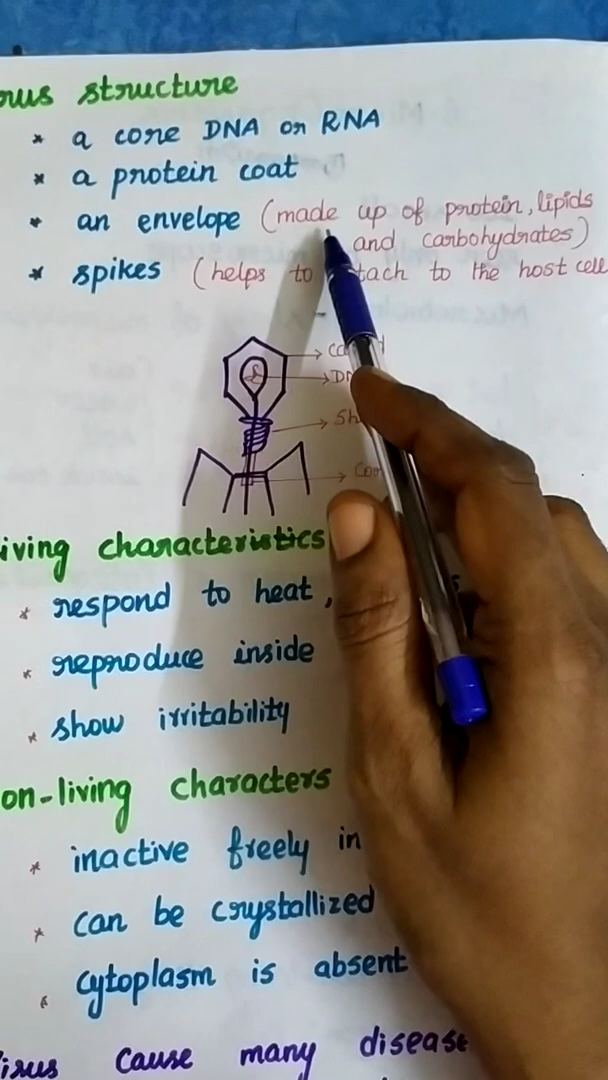 rus structure
* a core DNA or RNA
* a protein coat
* an envelope (made up of protein, lipids
and carbohydrates)
* spikes (helps to tach to the host cell
iving characteristics
* respond to heat,
* reproduce inside
* show irritability
on-living characters
* inactive freely in
* can be crystallized
* cytoplasm is absent
irus cause many disease